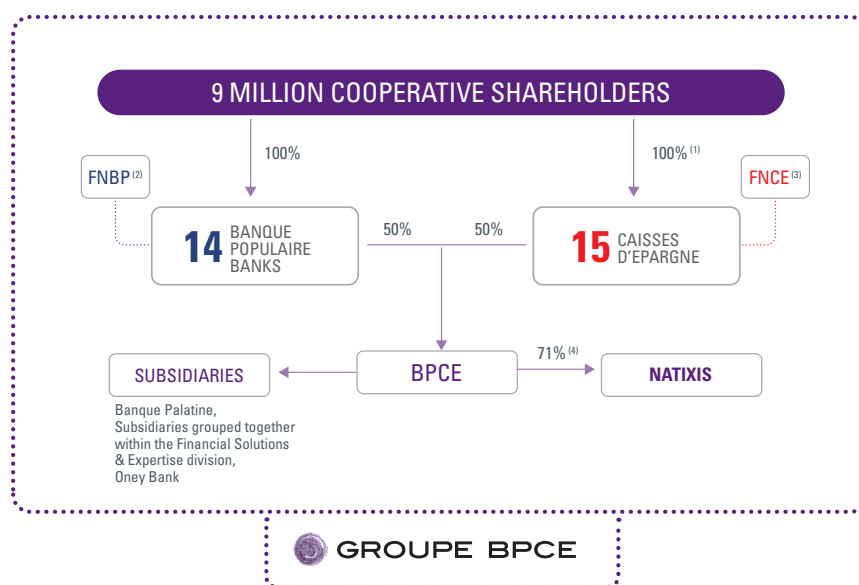 9 MILLION COOPERATIVE SHAREHOLDERS
100%
100% (1)
FNBP (2)
FNCE (3)
14 BANQUE
POPULAIRE
BANKS
50%
50%
15 CAISSES
D'EPARGNE
SUBSIDIARIES
BPCE
71% (4)
NATIXIS
Banque Palatine,
Subsidiaries grouped together
within the Financial Solutions
& Expertise division,
Oney Bank
GROUPE BPCE